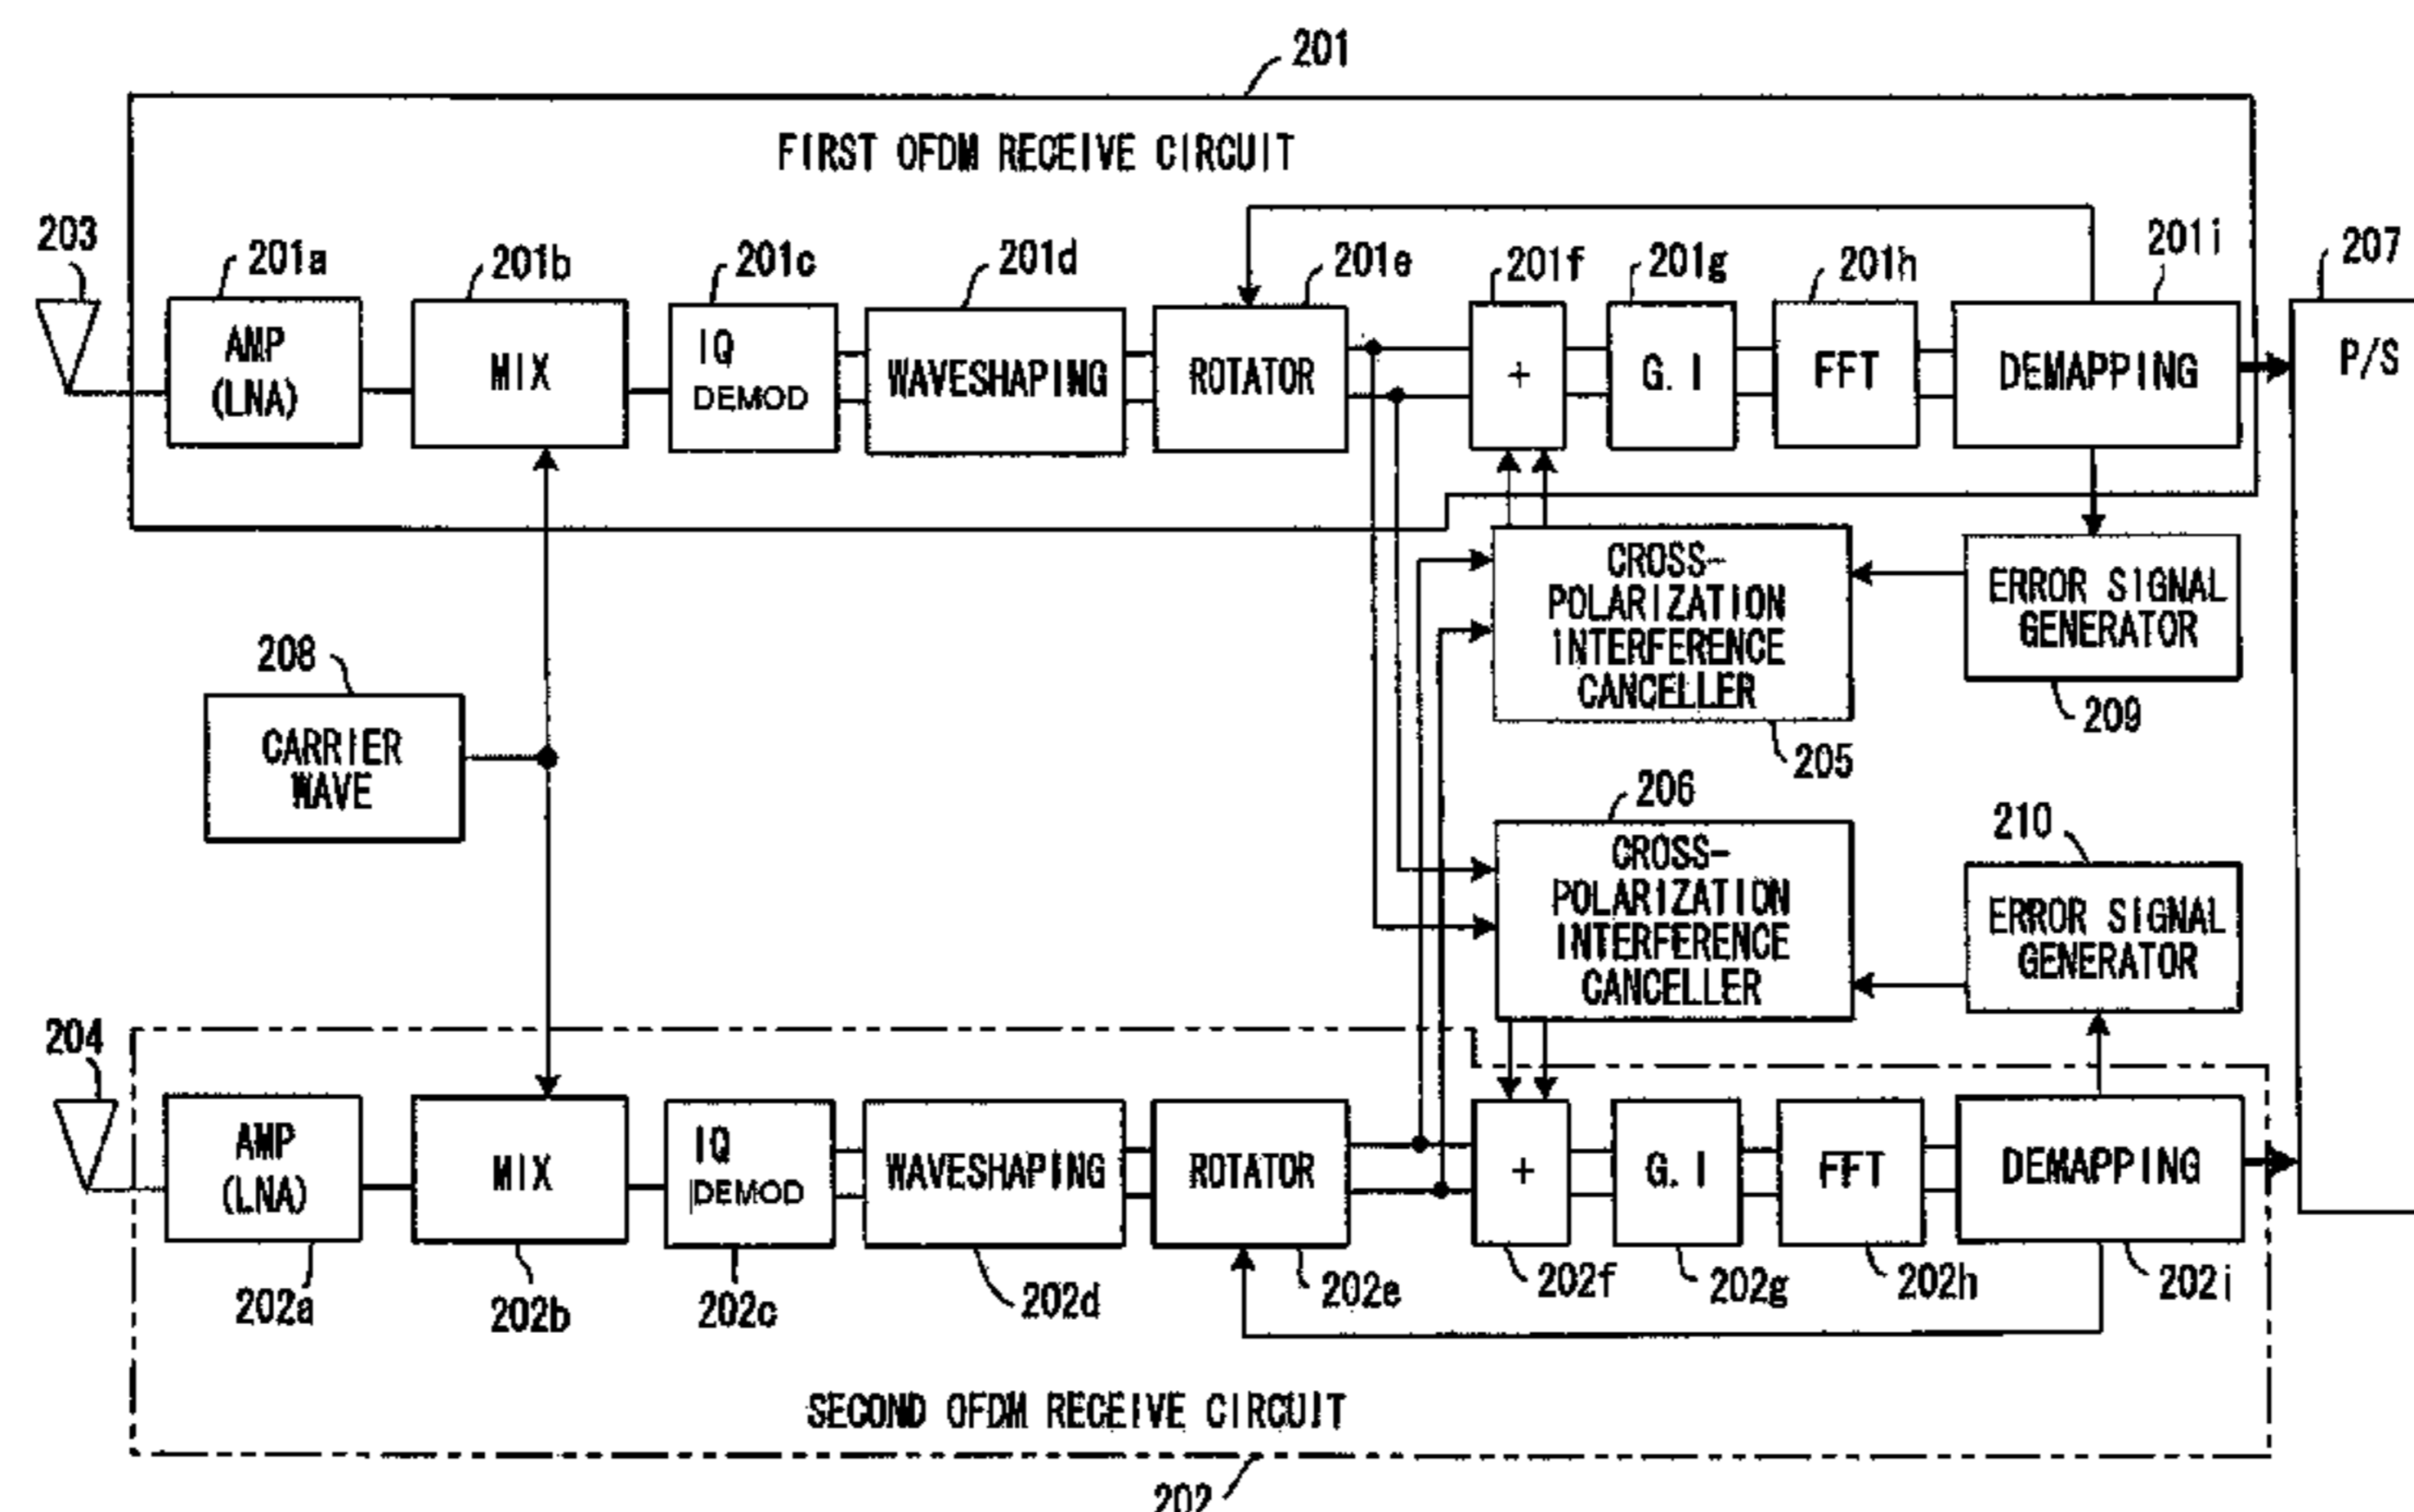 201
FIRST OFDM RECEIVE CIRCUIT
203
201a
201b
201c
201d
201e
201f
201g
201h
201i
207
AMP
(LNA)
MIX
IQ
DEMOD
WAVESHAPING
ROTATOR
+
G. I
FFT
DEMAPPING
P/S
CROSS-
POLARIZATION
INTERFERENCE
CANCELLER
205
ERROR SIGNAL
GENERATOR
209
208
CARRIER
WAVE
206
CROSS-
POLARIZATION
INTERFERENCE
CANCELLER
210
ERROR SIGNAL
GENERATOR
204
AMP
(LNA)
MIX
IQ
DEMOD
WAVESHAPING
ROTATOR
+
G. I
FFT
DEMAPPING
202a
202b
202c
202d
202e
202f
202g
202h
202i
SECOND OFDM RECEIVE CIRCUIT
202